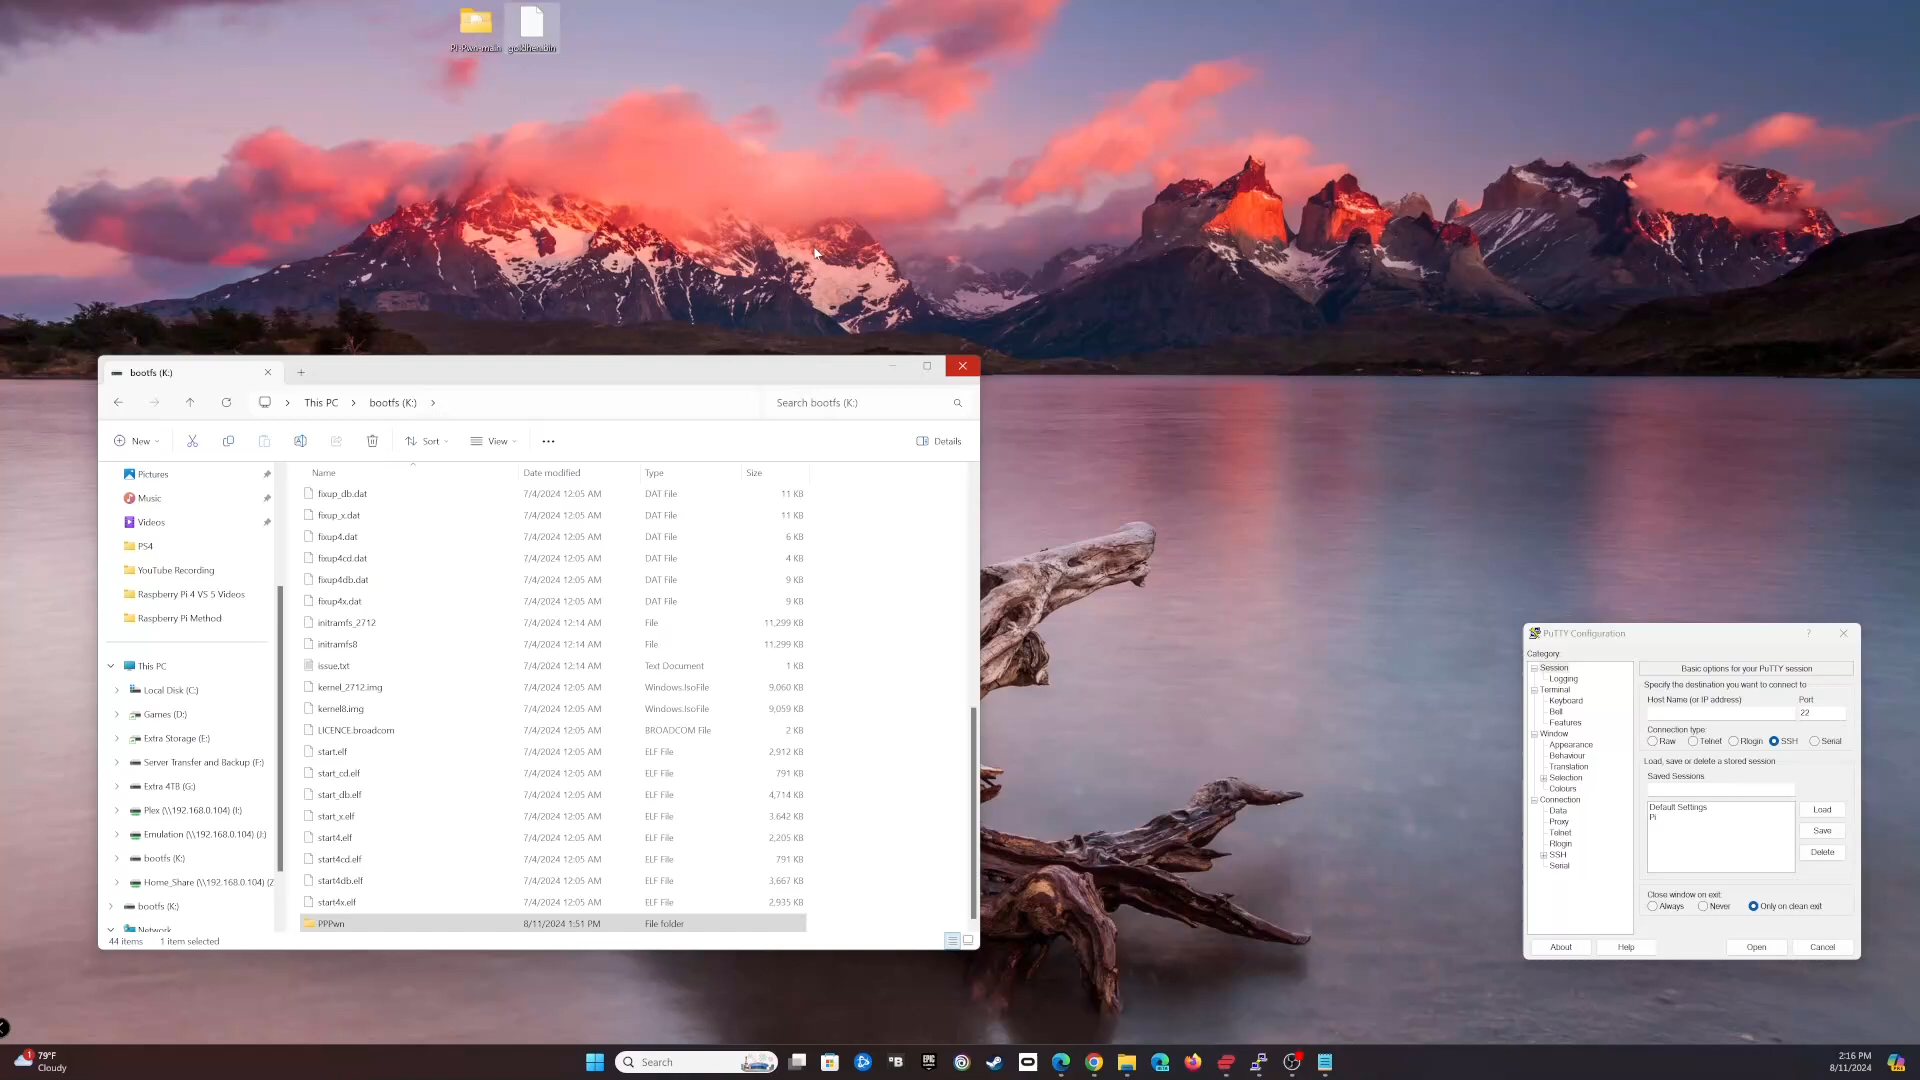 PI-Pwn-main
goldhen.bin
bootfs (K:)
This PC
bootfs (K:)
Search bootfs (K:)
New
Sort
View
Details
Name
Date modified
Type
Size
Pictures
Music
Videos
PS4
YouTube Recording
Raspberry Pi 4 VS 5 Videos
Raspberry Pi Method
This PC
Local Disk (C:)
Games (D:)
Extra Storage (E:)
Server Transfer and Backup (F:)
Extra 4TB (G:)
Plex (\\192.168.0.104) (I:)
Emulation (\\192.168.0.104) (J:)
bootfs (K:)
Home_Share (\\192.168.0.104) (Z
bootfs (K:)
Network
fixup_db.dat 7/4/2024 12:05 AM DAT File 11 KB
fixup_x.dat 7/4/2024 12:05 AM DAT File 11 KB
fixup4.dat 7/4/2024 12:05 AM DAT File 6 KB
fixup4cd.dat 7/4/2024 12:05 AM DAT File 4 KB
fixup4db.dat 7/4/2024 12:05 AM DAT File 9 KB
fixup4x.dat 7/4/2024 12:05 AM DAT File 9 KB
initramfs_2712 7/4/2024 12:14 AM File 11,299 KB
initramfs8 7/4/2024 12:14 AM File 11,299 KB
issue.txt 7/4/2024 12:14 AM Text Document 1 KB
kernel_2712.img 7/4/2024 12:05 AM Windows.IsoFile 9,060 KB
kernel8.img 7/4/2024 12:05 AM Windows.IsoFile 9,059 KB
LICENCE.broadcom 7/4/2024 12:05 AM BROADCOM File 2 KB
start.elf 7/4/2024 12:05 AM ELF File 2,912 KB
start_cd.elf 7/4/2024 12:05 AM ELF File 791 KB
start_db.elf 7/4/2024 12:05 AM ELF File 4,714 KB
start_x.elf 7/4/2024 12:05 AM ELF File 3,642 KB
start4.elf 7/4/2024 12:05 AM ELF File 2,205 KB
start4cd.elf 7/4/2024 12:05 AM ELF File 791 KB
start4db.elf 7/4/2024 12:05 AM ELF File 3,667 KB
start4x.elf 7/4/2024 12:05 AM ELF File 2,935 KB
PPPwn 8/11/2024 1:51 PM File folder
44 items 1 item selected
PuTTY Configuration
Category:
Session
Logging
Terminal
Keyboard
Bell
Features
Window
Appearance
Behaviour
Translation
Selection
Colours
Connection
Data
Proxy
Telnet
Rlogin
SSH
Serial
Basic options for your PuTTY session
Specify the destination you want to connect to
Host Name (or IP address) Port
22
Connection type:
Raw Telnet Rlogin SSH Serial
Load, save or delete a stored session
Saved Sessions
Default Settings
Pi
Load
Save
Delete
Close window on exit:
Always Never Only on clean exit
About Help Open Cancel
1
79°F
Cloudy
Search
EPIC
2:16 PM
8/11/2024